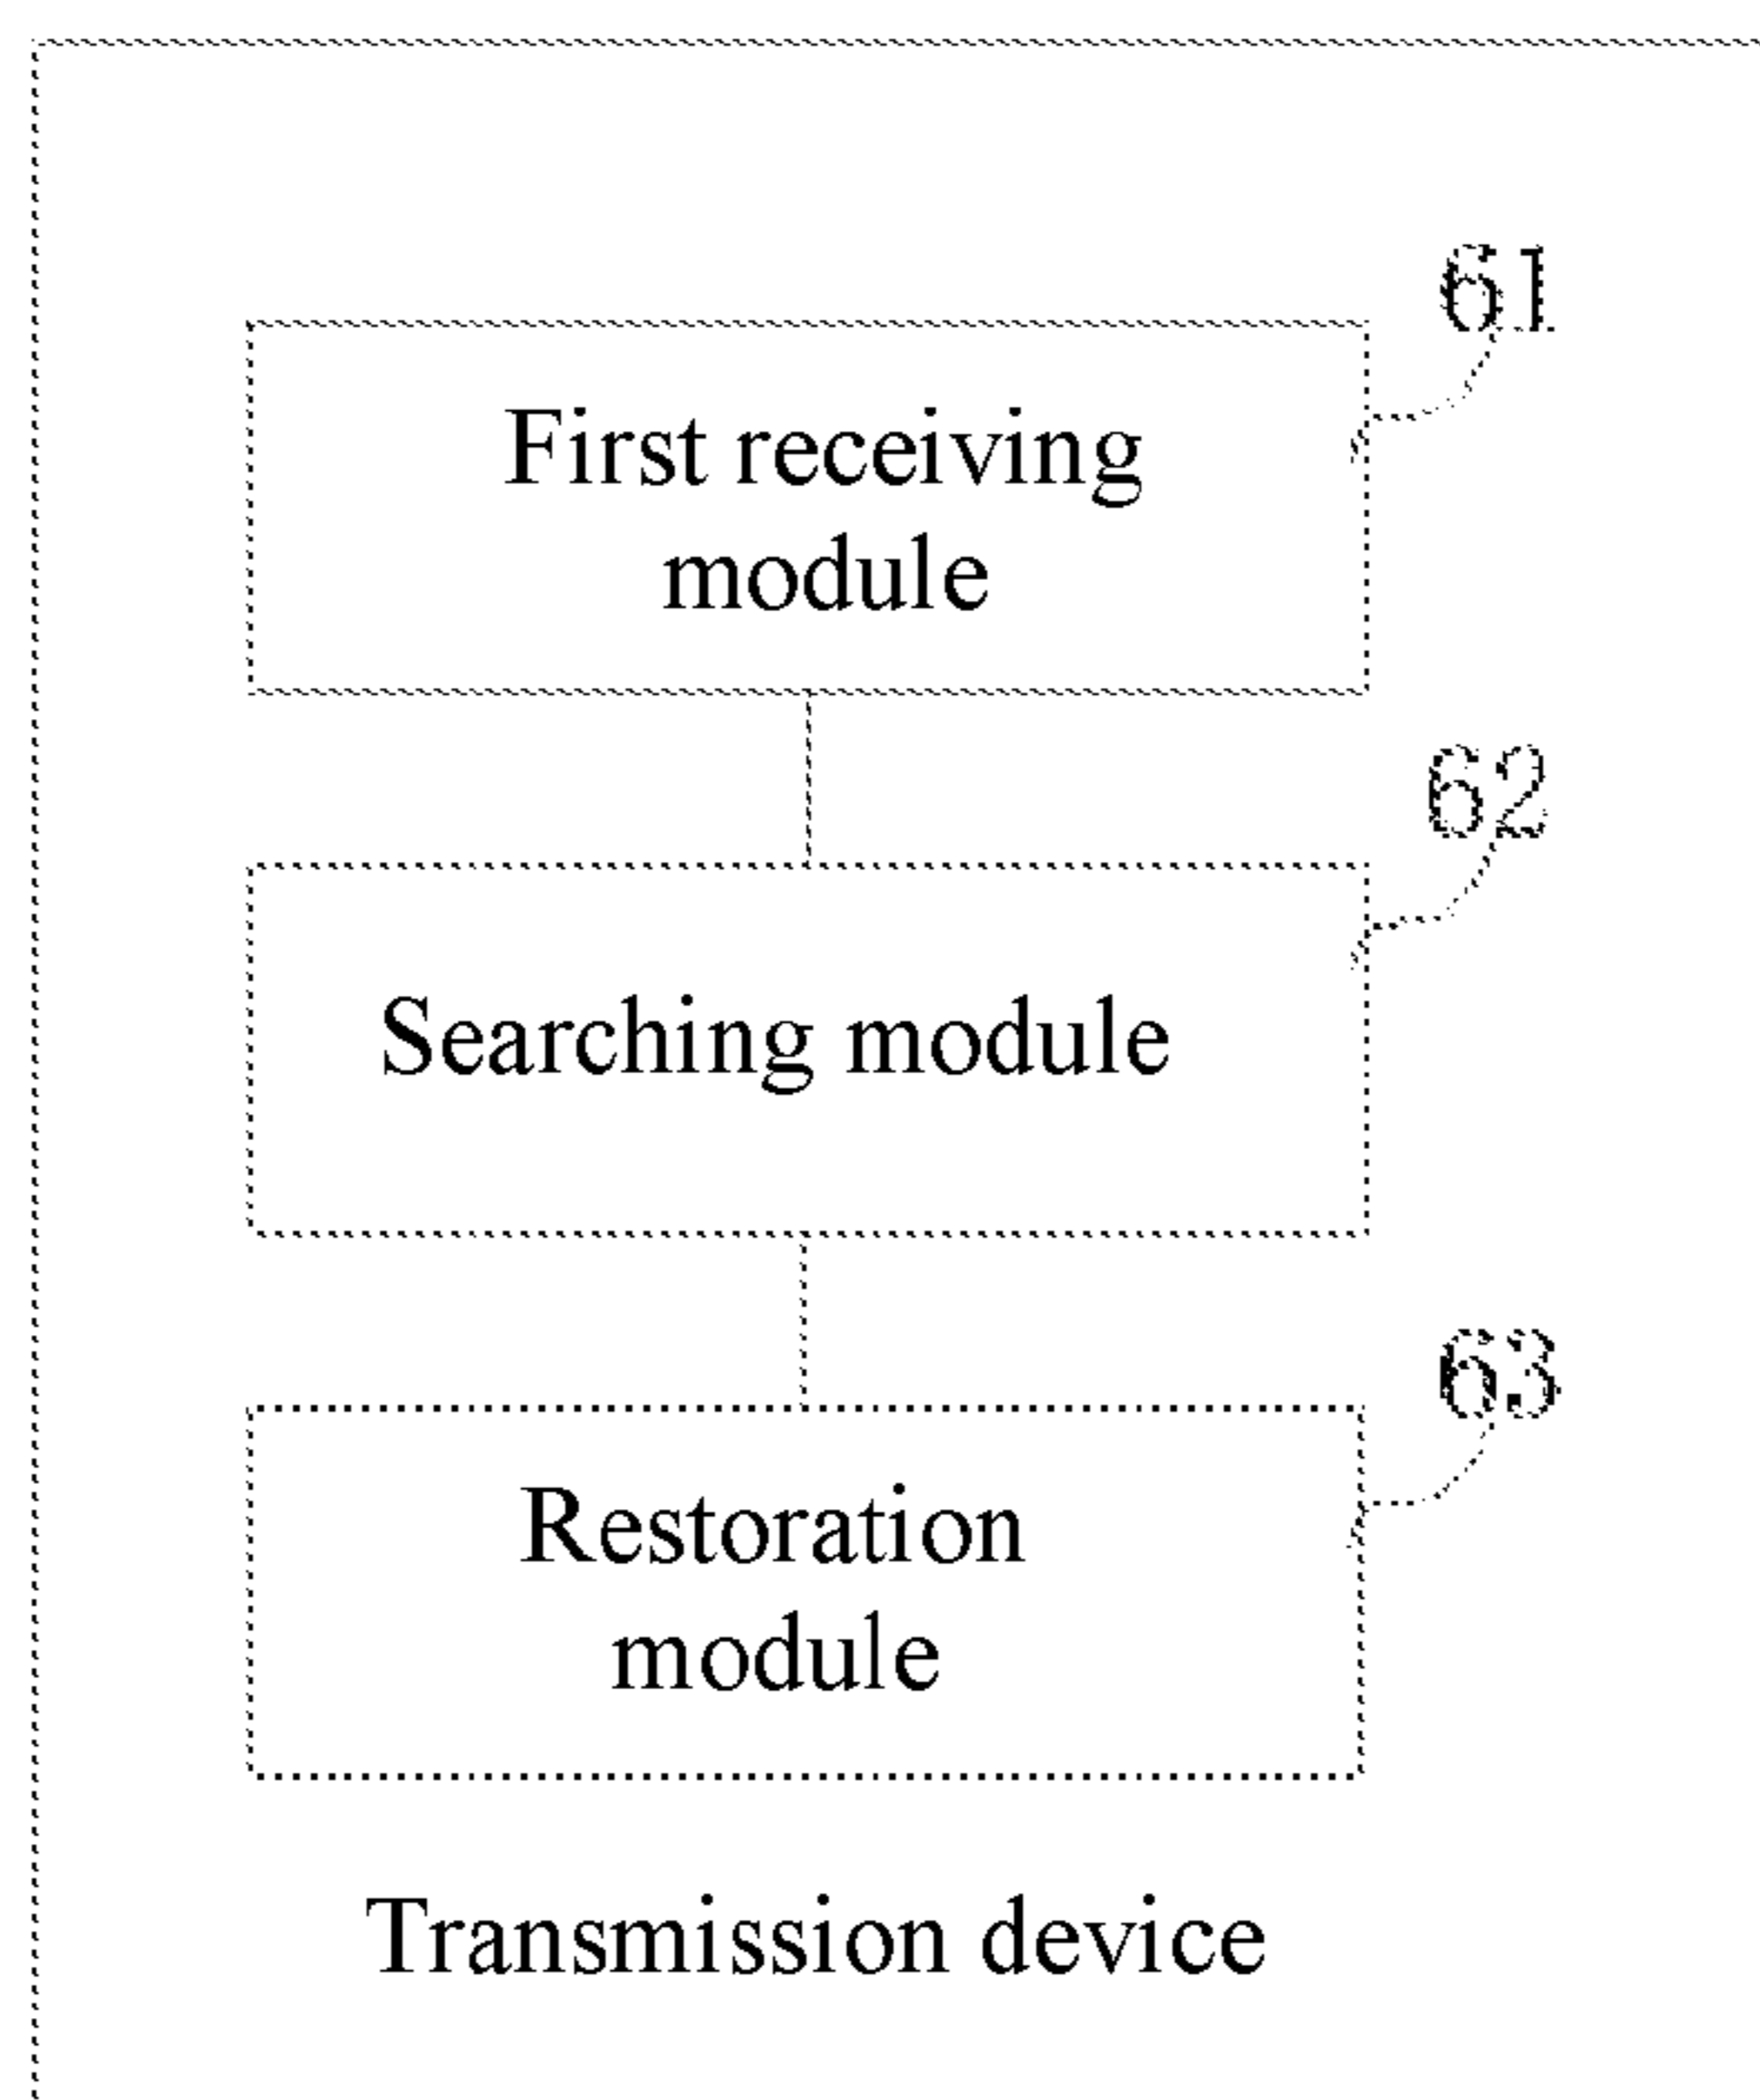 61
First receiving
module
62
Searching module
63
Restoration
module
Transmission device